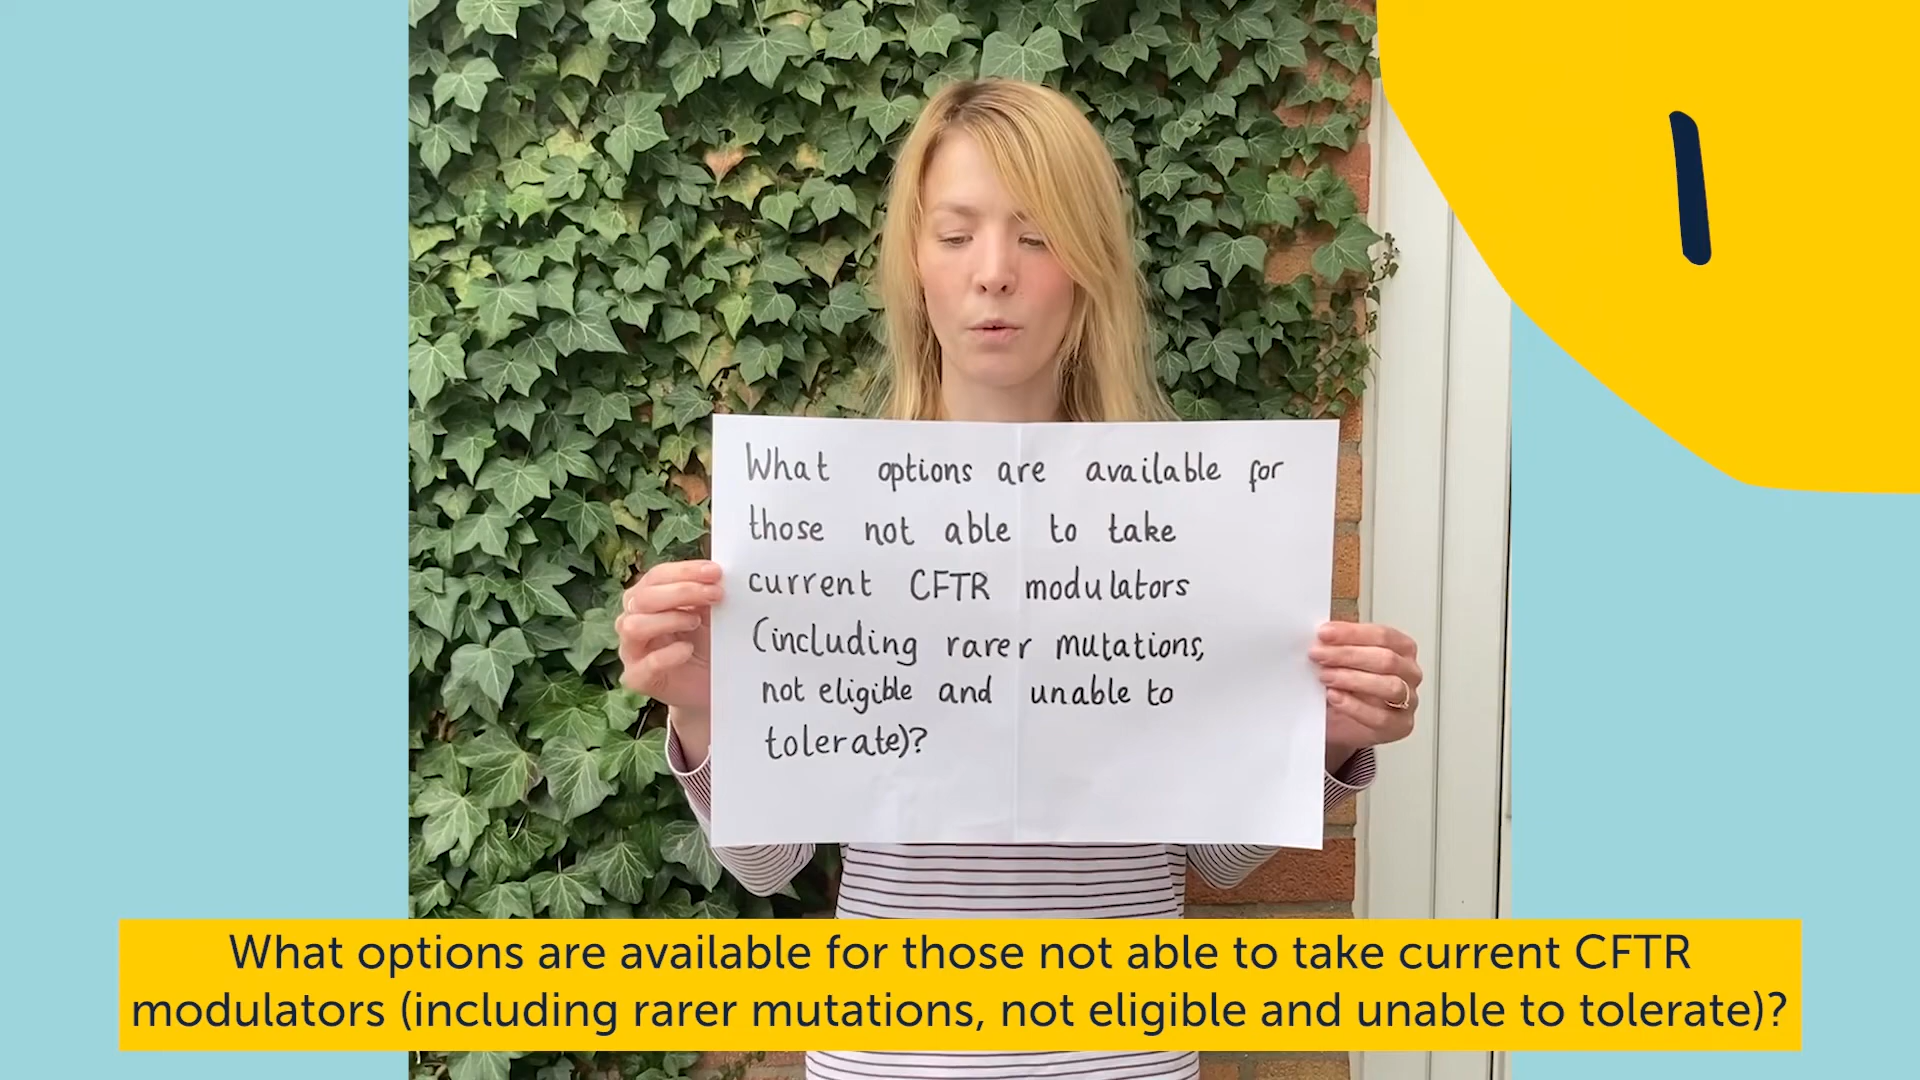 1
What options are available for
those not able to take
current CFTR modulators
(including rarer mutations,
not eligible and unable to
tolerate)?
What options are available for those not able to take current CFTR
modulators (including rarer mutations, not eligible and unable to tolerate)?